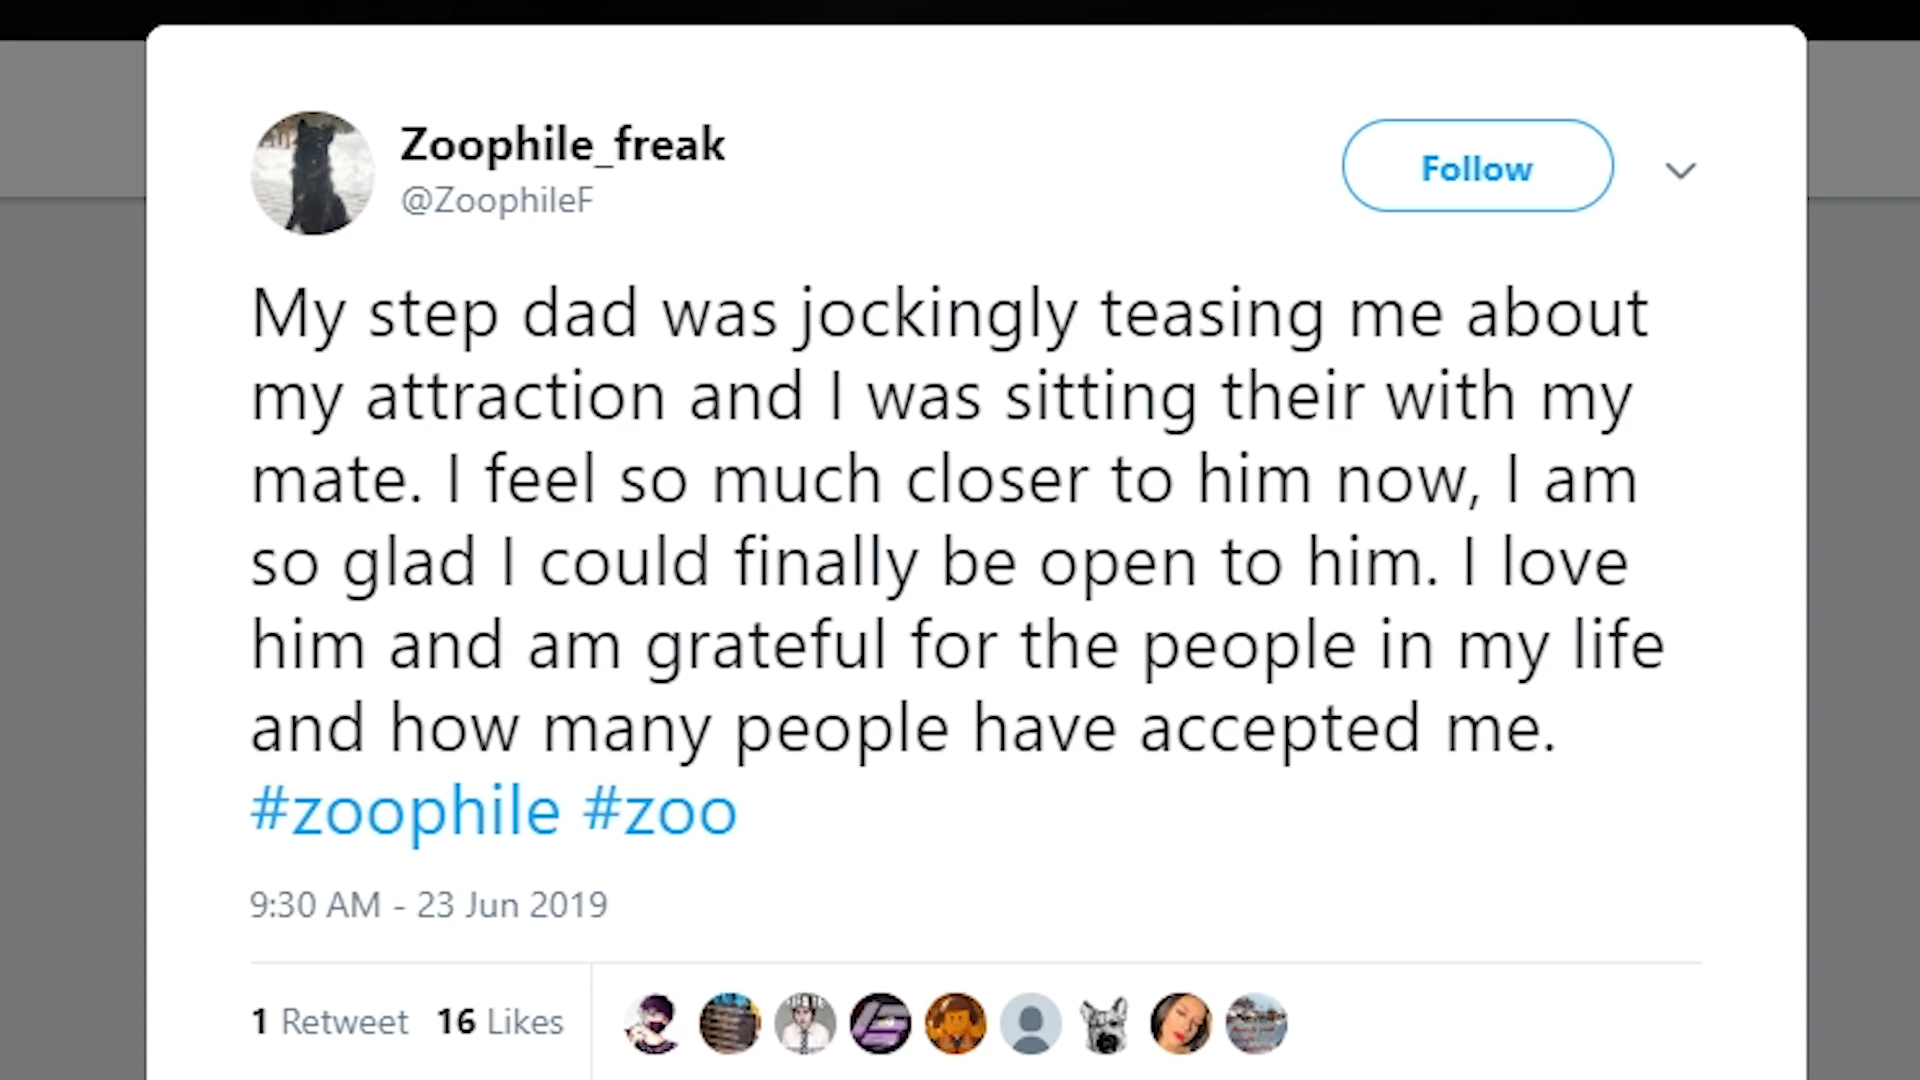 Zoophile_freak
@ZoophileF
Follow
My step dad was jockingly teasing me about
my attraction and I was sitting their with my
mate. I feel so much closer to him now, I am
so glad I could finally be open to him. I love
him and am grateful for the people in my life
and how many people have accepted me.
#zoophile #zoo
9:30 AM - 23 Jun 2019
1 Retweet 16 Likes